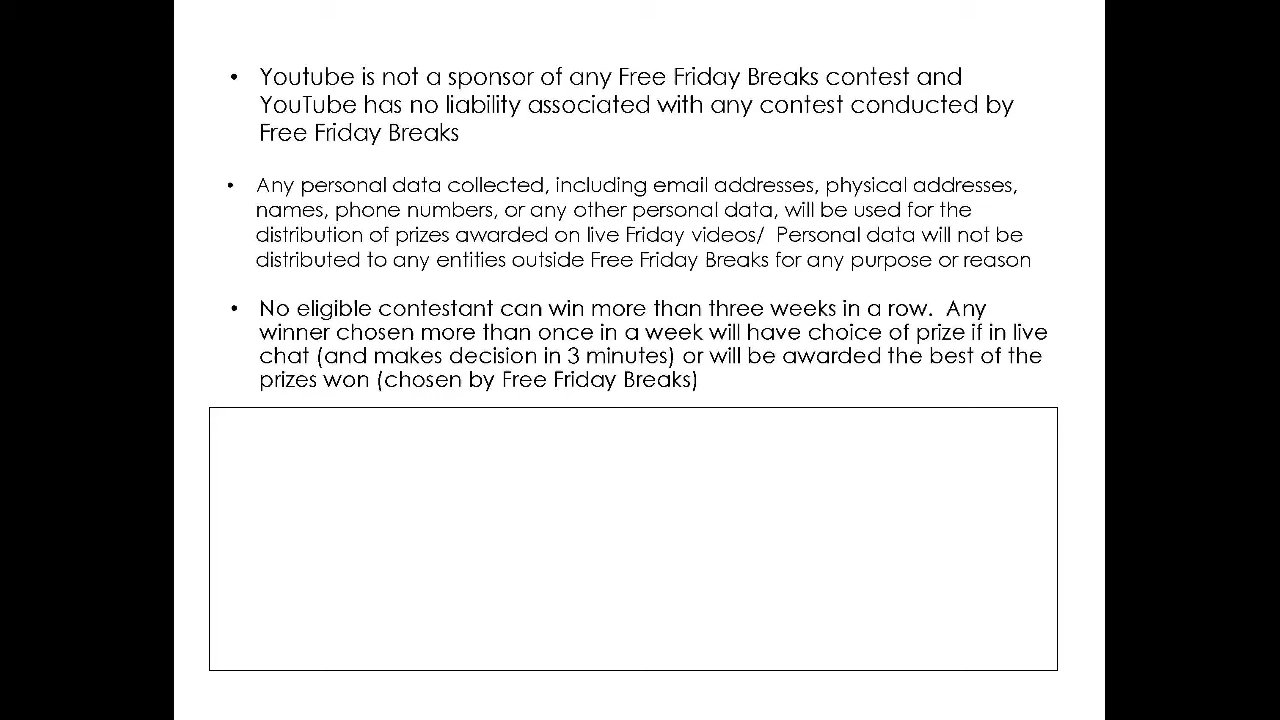 • Youtube is not a sponsor of any Free Friday Breaks contest and
YouTube has no liability associated with any contest conducted by
Free Friday Breaks
• Any personal data collected, including email addresses, physical addresses,
names, phone numbers, or any other personal data, will be used for the
distribution of prizes awarded on live Friday videos/  Personal data will not be
distributed to any entities outside Free Friday Breaks for any purpose or reason
• No eligible contestant can win more than three weeks in a row.  Any
winner chosen more than once in a week will have choice of prize if in live
chat (and makes decision in 3 minutes) or will be awarded the best of the
prizes won (chosen by Free Friday Breaks)